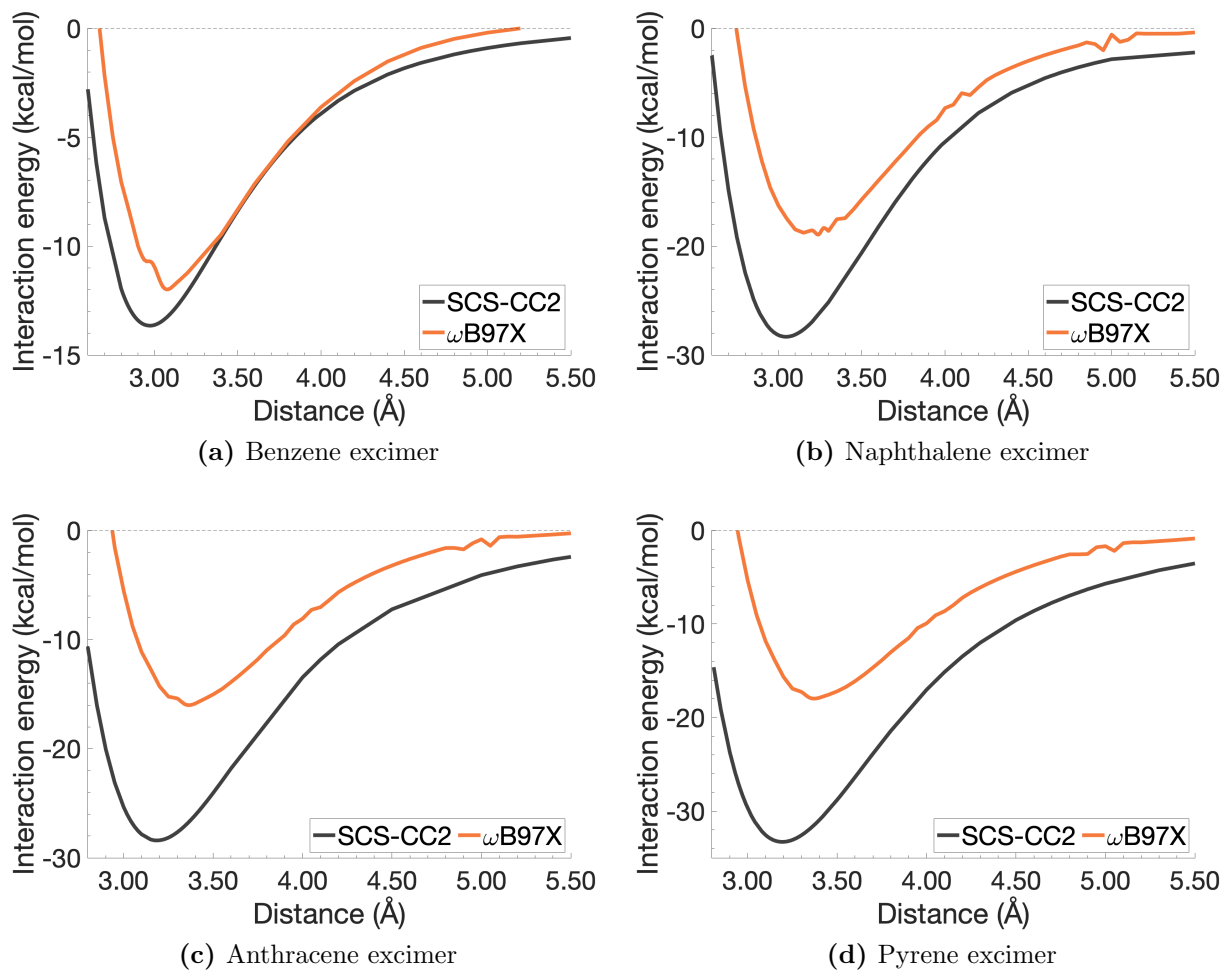 Interaction energy (kcal/mol)
0
-5
-10
-15
SCS-CC2
ωB97X
3.00 3.50 4.00 4.50 5.00 5.50
Distance (Å)
(a) Benzene excimer
Interaction energy (kcal/mol)
0
-10
-20
-30
SCS-CC2
ωB97X
3.00 3.50 4.00 4.50 5.00 5.50
Distance (Å)
(b) Naphthalene excimer
Interaction energy (kcal/mol)
0
-10
-20
-30
SCS-CC2 ωB97X
3.00 3.50 4.00 4.50 5.00 5.50
Distance (Å)
(c) Anthracene excimer
Interaction energy (kcal/mol)
0
-10
-20
-30
SCS-CC2 ωB97X
3.00 3.50 4.00 4.50 5.00 5.50
Distance (Å)
(d) Pyrene excimer